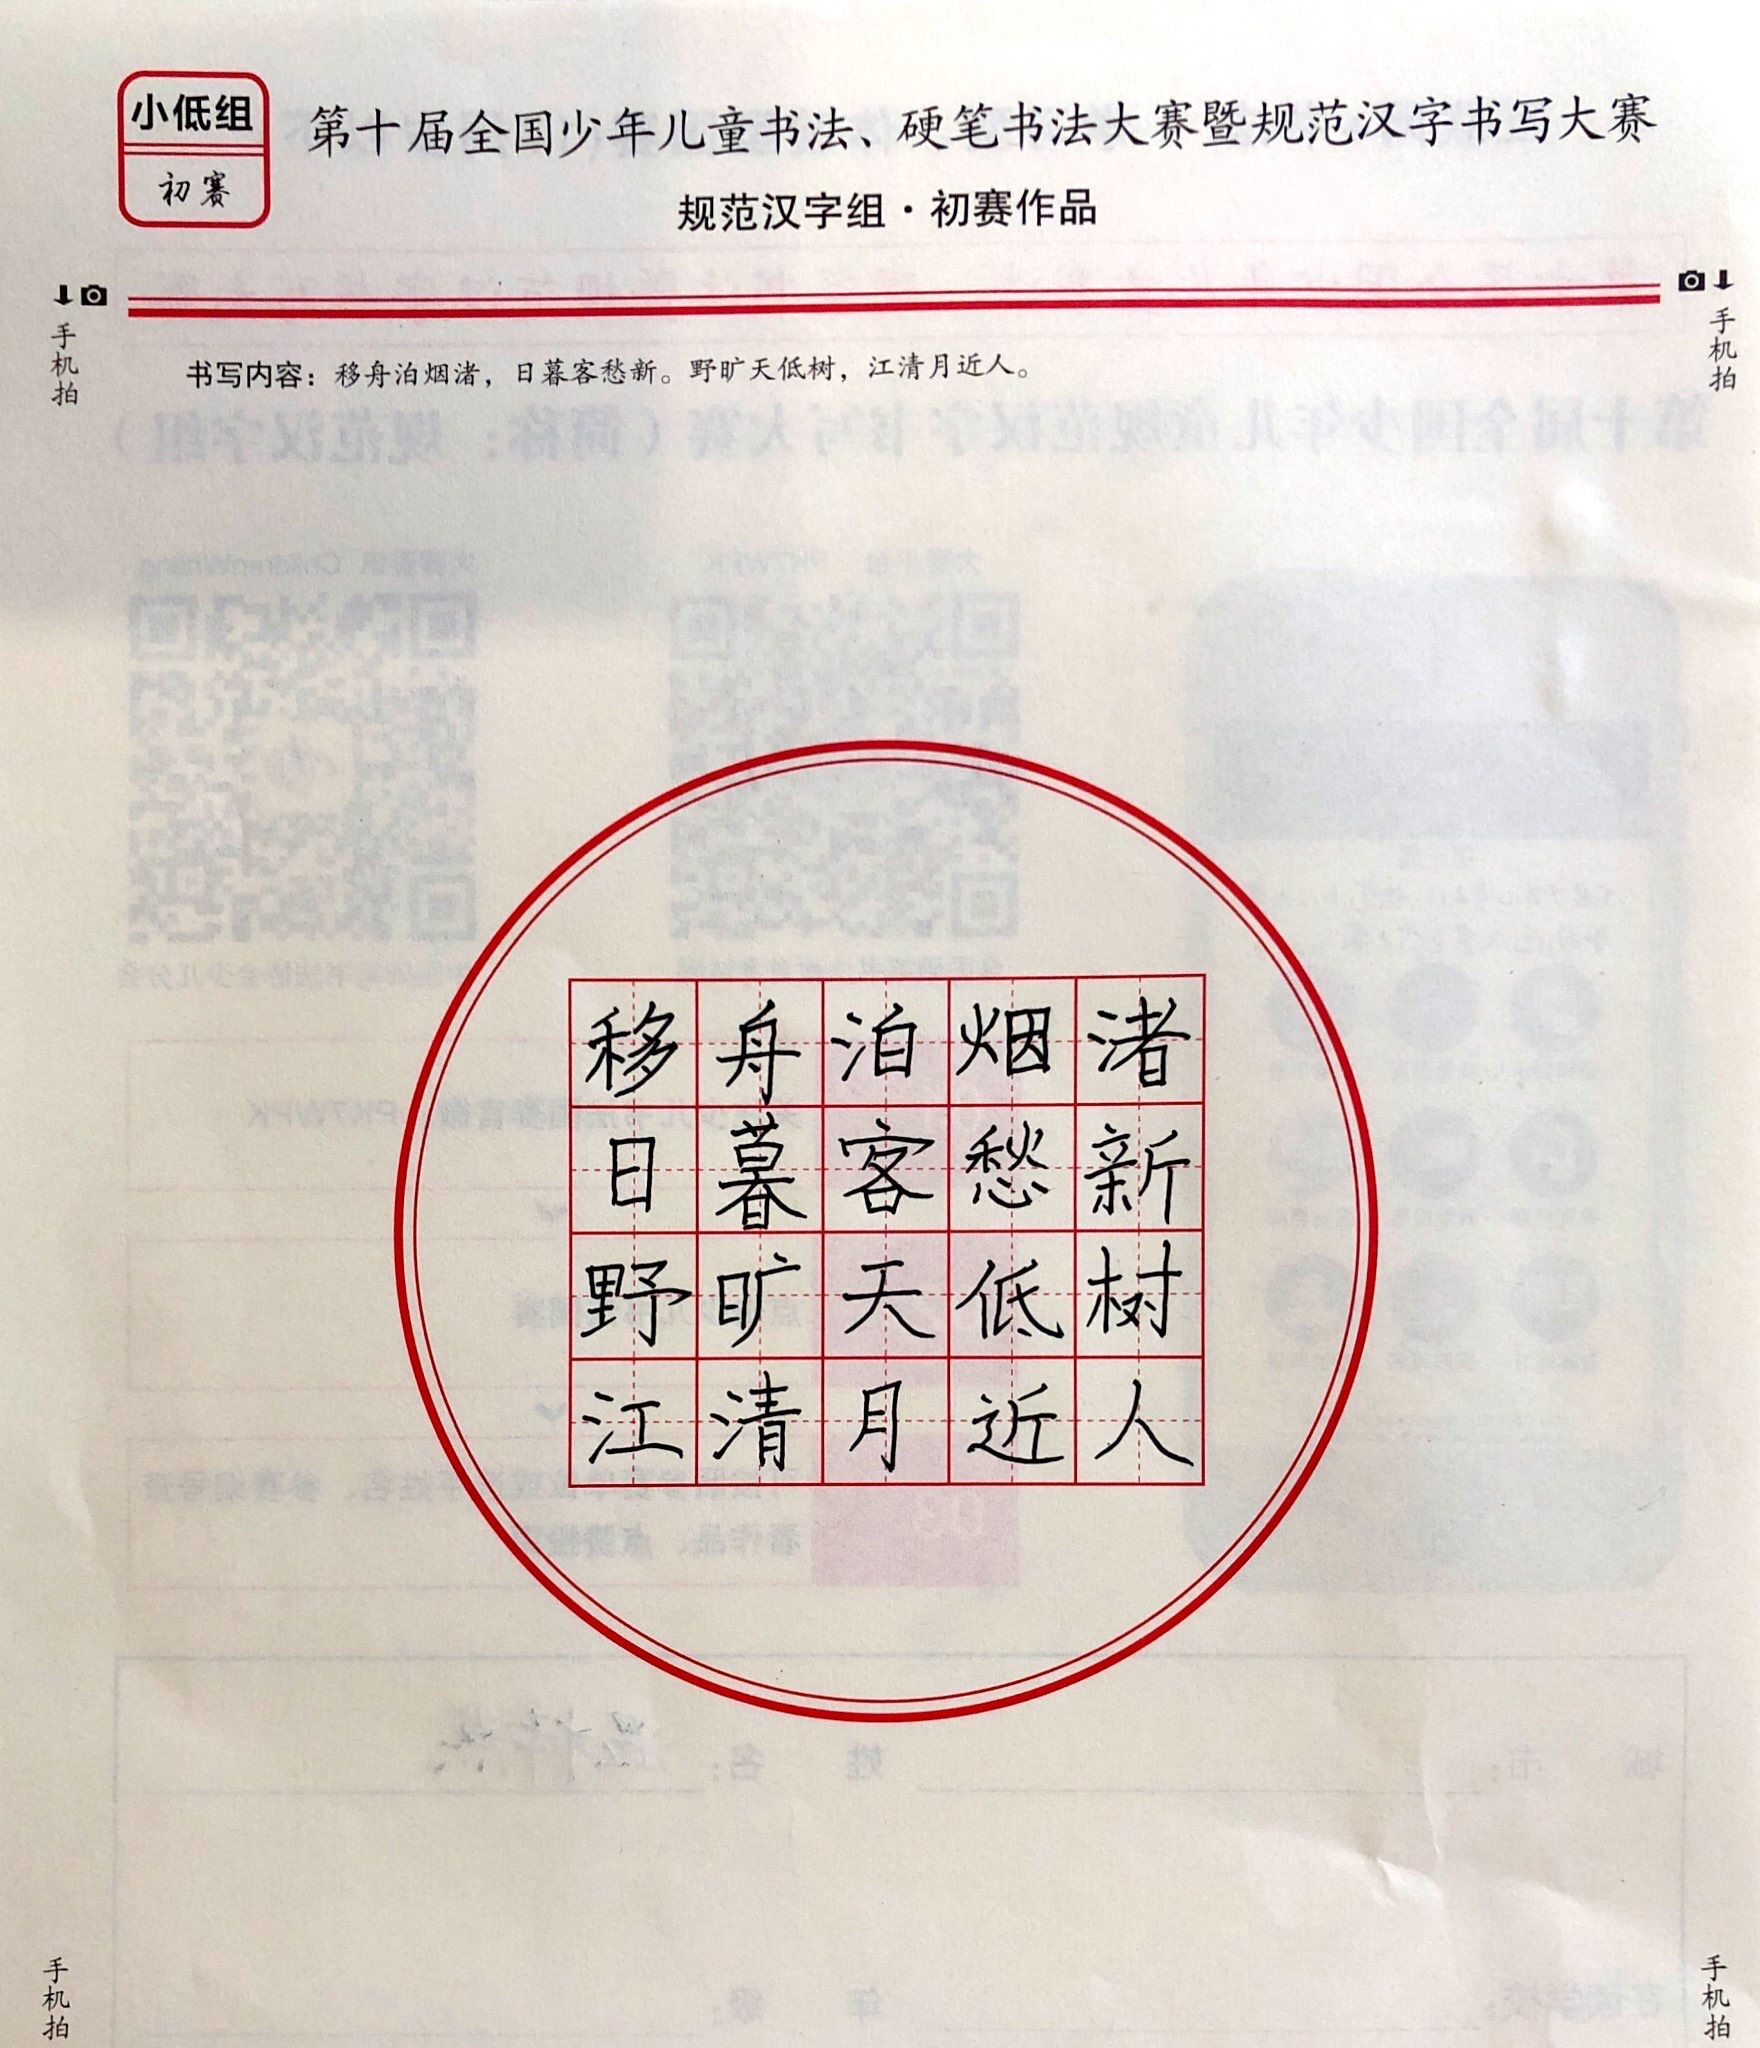 小低组
初赛
第十届全国少年儿童书法、硬笔书法大赛暨规范汉字书写大赛
规范汉字组·初赛作品
手机拍
手机拍
书写内容：移舟泊烟渚，日暮客愁新。野旷天低树，江清月近人。
移舟泊烟渚
日暮客愁新
野旷天低树
江清月近人
手机拍
手机拍